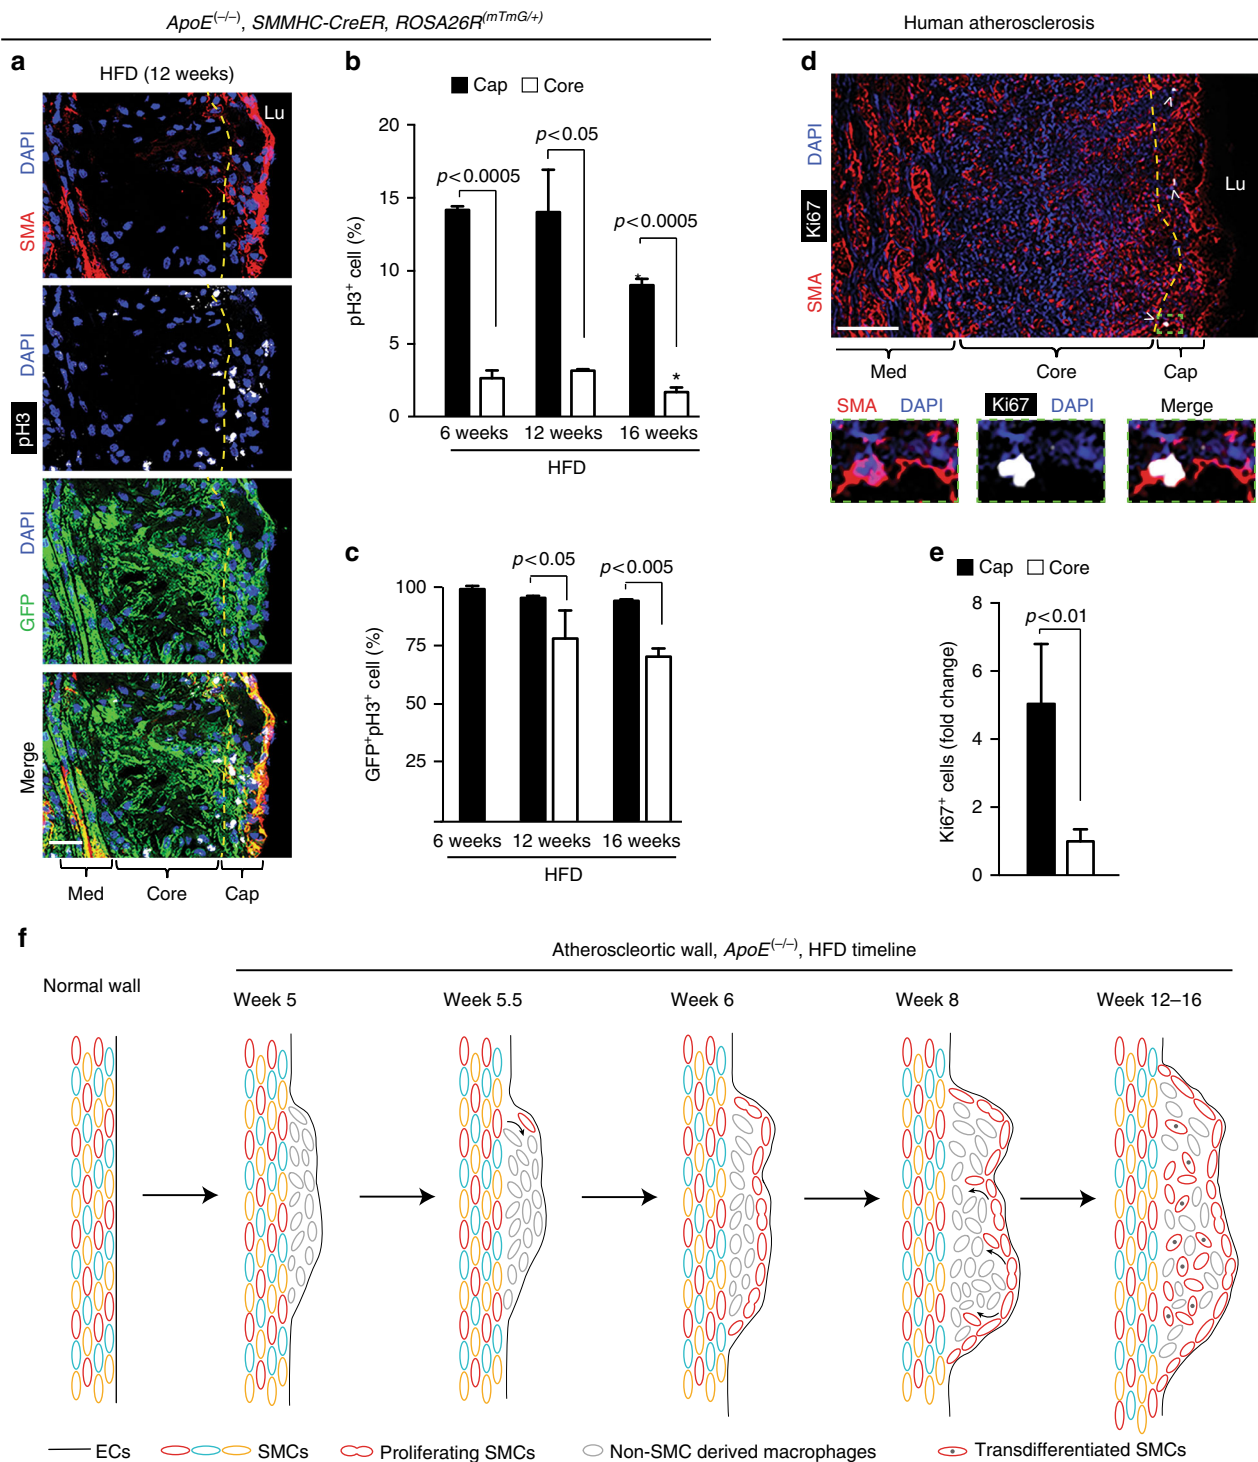 ApoE(–/–), SMMHC-CreER, ROSA26R(mTmG/+)
Human atherosclerosis
a
HFD (12 weeks)
SMA DAPI
Lu
pH3 DAPI
GFP DAPI
Merge
Med Core Cap
b
Cap Core
pH3+ cell (%)
20
15
10
5
0
p<0.0005
p<0.05
p<0.0005
*
*
6 weeks 12 weeks 16 weeks
HFD
c
GFP+pH3+ cell (%)
100
75
50
25
p<0.05
p<0.005
6 weeks 12 weeks 16 weeks
HFD
d
SMA Ki67 DAPI
Lu
Med Core Cap
SMA DAPI
Ki67 DAPI
Merge
e
Cap Core
Ki67+ cells (fold change)
8
6
4
2
0
p<0.01
f
Atheroscleortic wall, ApoE(–/–), HFD timeline
Normal wall
Week 5
Week 5.5
Week 6
Week 8
Week 12–16
ECs
SMCs
Proliferating SMCs
Non-SMC derived macrophages
Transdifferentiated SMCs